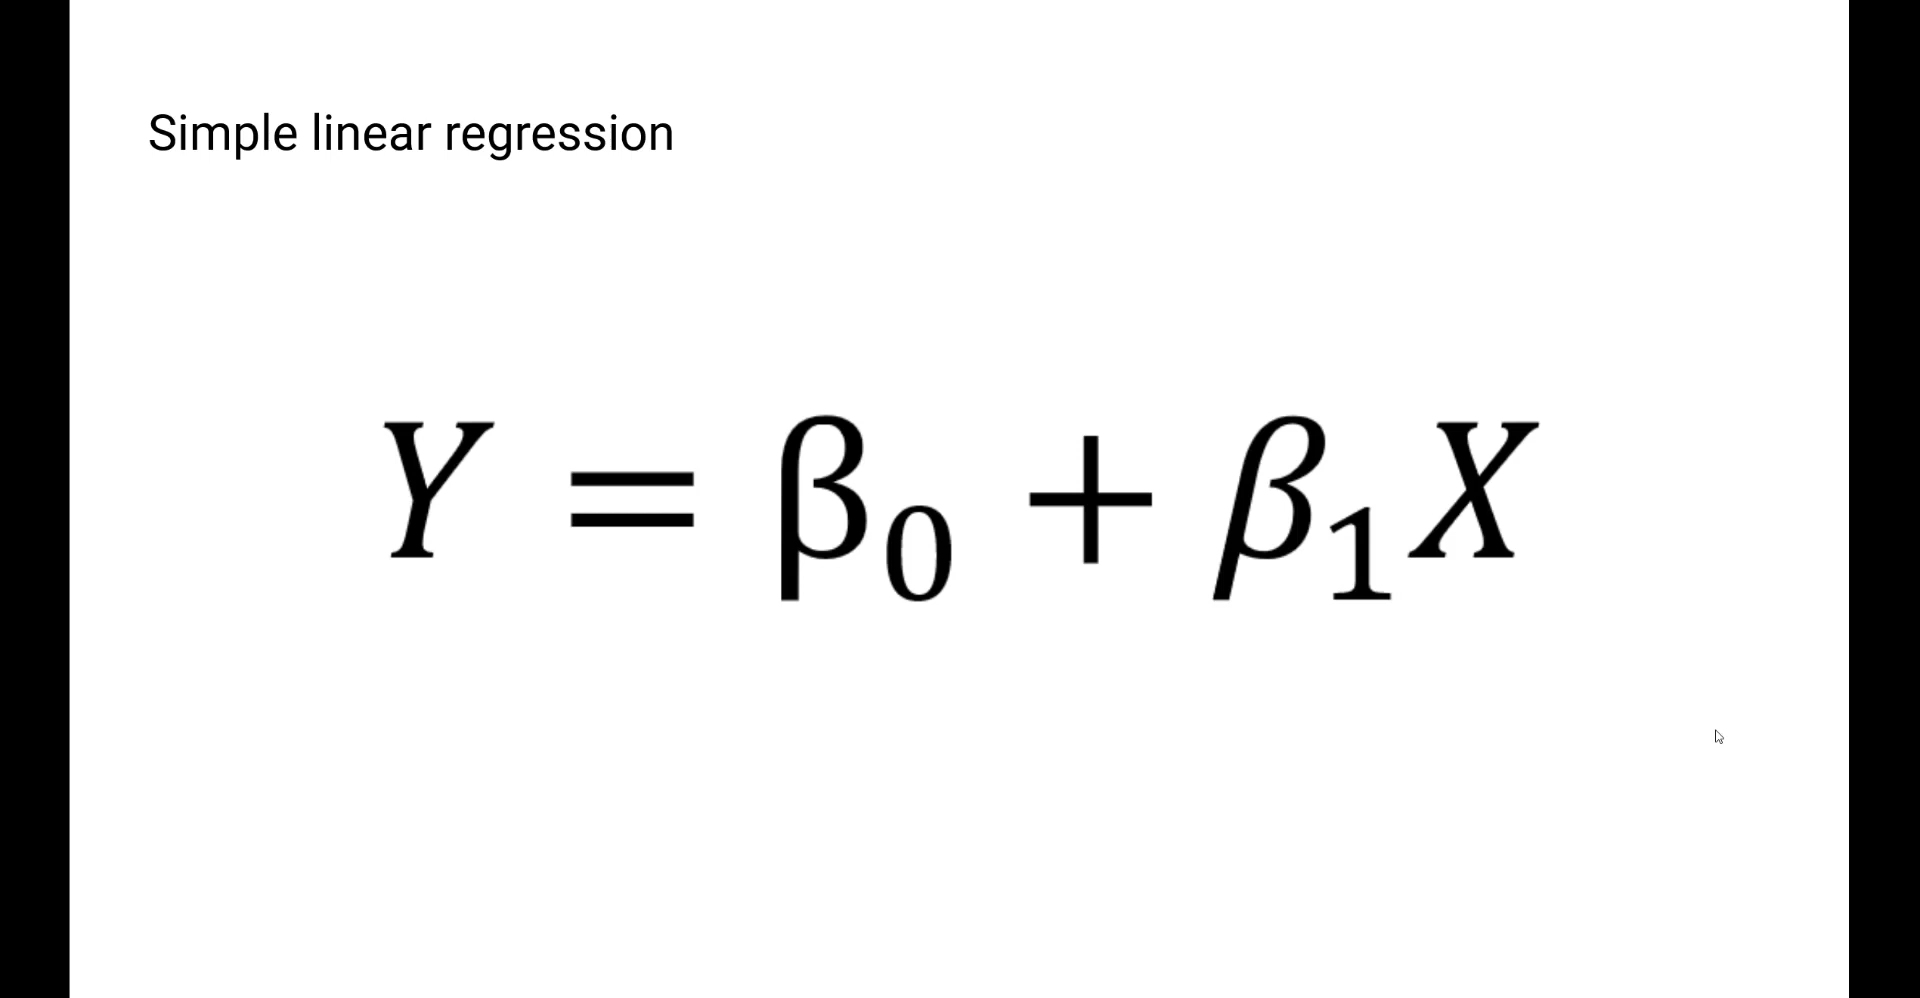 Simple linear regression
Y = β₀ + β₁X